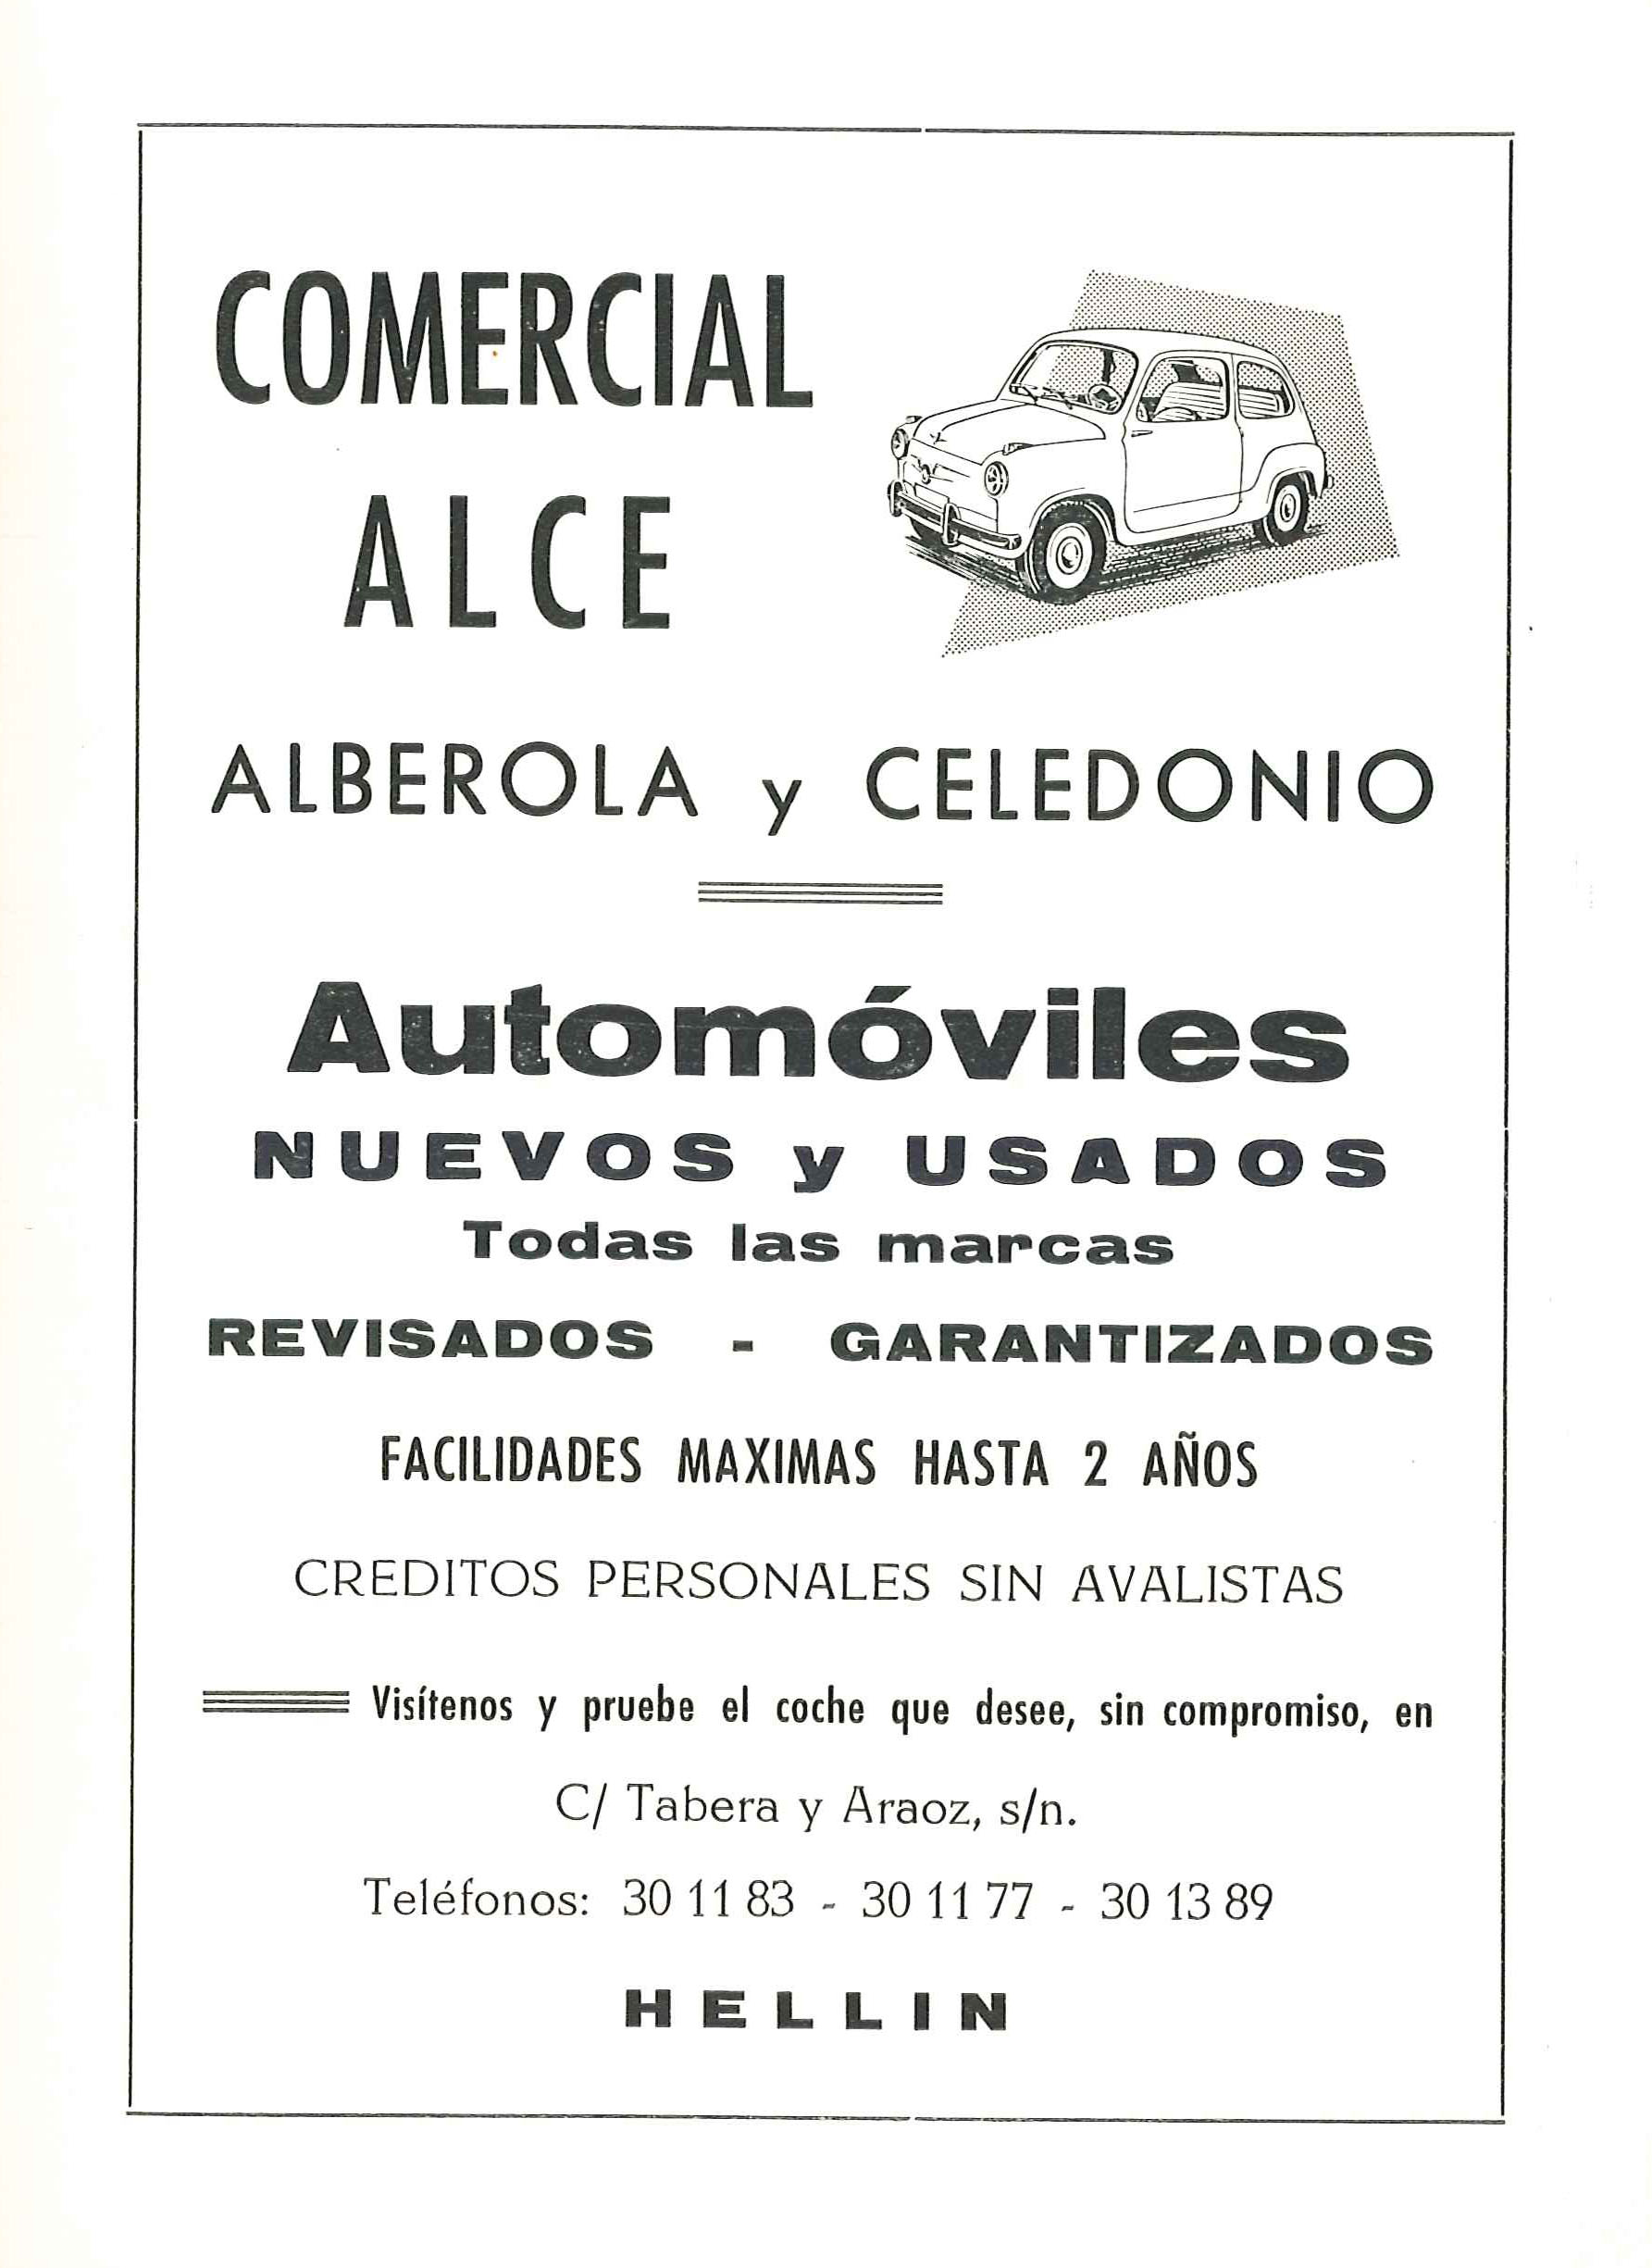 COMERCIAL
ALCE
ALBEROLA y CELEDONIO
Automóviles
NUEVOS y USADOS
Todas las marcas
REVISADOS - GARANTIZADOS
FACILIDADES MAXIMAS HASTA 2 AÑOS
CREDITOS PERSONALES SIN AVALISTAS
Visítenos y pruebe el coche que desee, sin compromiso, en
C/ Tabera y Araoz, s/n.
Teléfonos: 30 11 83 - 30 11 77 - 30 13 89
HELLIN